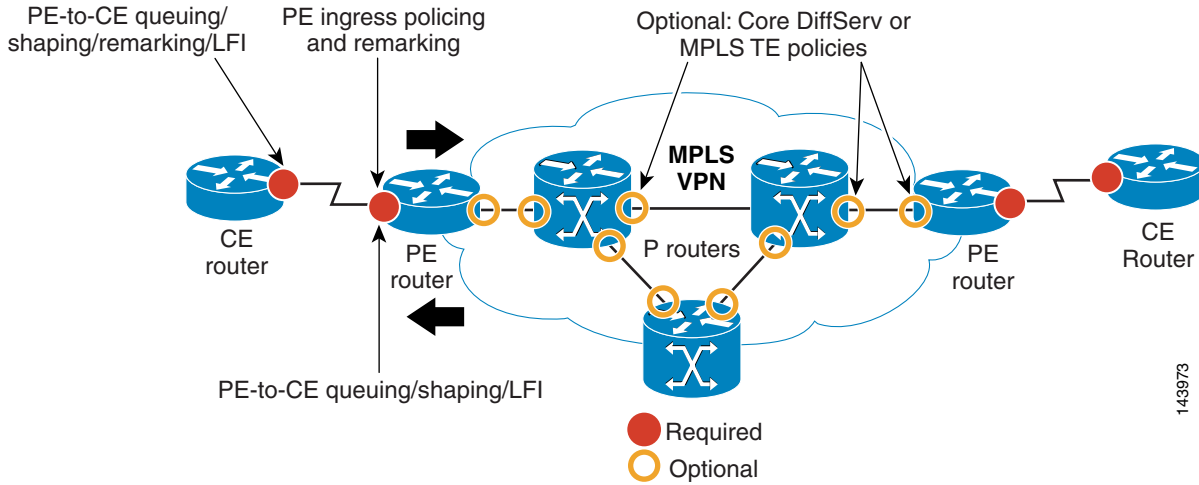 PE-to-CE queuing/
shaping/remarking/LFI
PE ingress policing
and remarking
Optional: Core DiffServ or
MPLS TE policies
MPLS
VPN
CE
router
PE
router
P routers
PE
router
CE
Router
PE-to-CE queuing/shaping/LFI
Required
Optional
143973